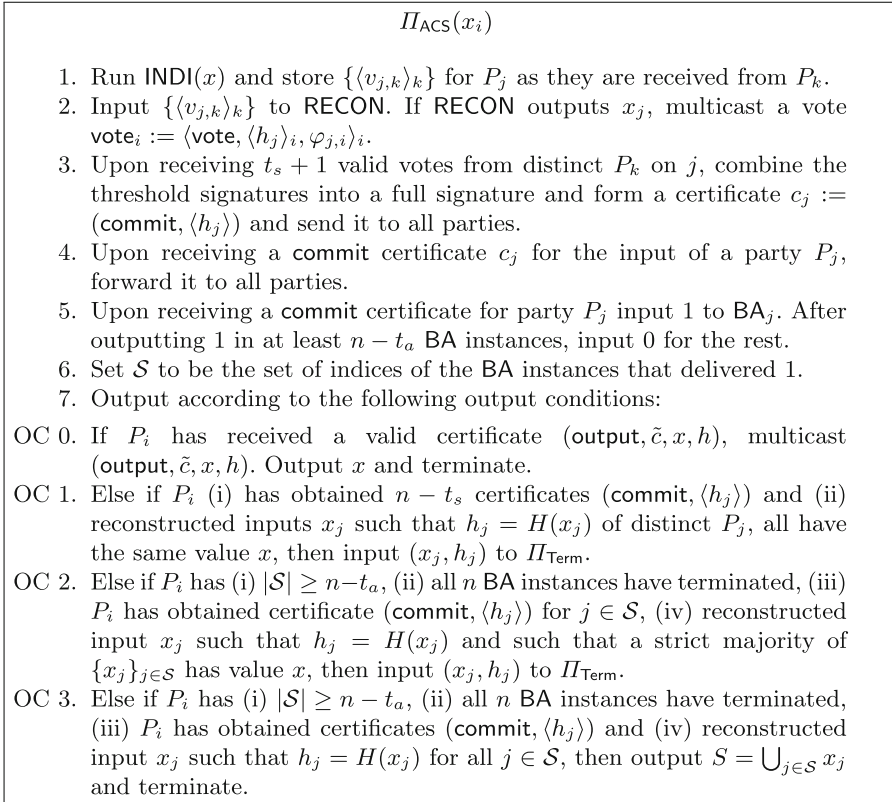 Π_ACS(x_i)
1. Run INDI(x) and store {⟨v_{j,k}⟩_k} for P_j as they are received from P_k.
2. Input {⟨v_{j,k}⟩_k} to RECON. If RECON outputs x_j, multicast a vote
vote_i := ⟨vote, ⟨h_j⟩_i, φ_{j,i}⟩_i.
3. Upon receiving t_s + 1 valid votes from distinct P_k on j, combine the
threshold signatures into a full signature and form a certificate c_j :=
(commit, ⟨h_j⟩) and send it to all parties.
4. Upon receiving a commit certificate c_j for the input of a party P_j,
forward it to all parties.
5. Upon receiving a commit certificate for party P_j input 1 to BA_j. After
outputting 1 in at least n − t_a BA instances, input 0 for the rest.
6. Set S to be the set of indices of the BA instances that delivered 1.
7. Output according to the following output conditions:
OC 0. If P_i has received a valid certificate (output, c̃, x, h), multicast
(output, c̃, x, h). Output x and terminate.
OC 1. Else if P_i (i) has obtained n − t_s certificates (commit, ⟨h_j⟩) and (ii)
reconstructed inputs x_j such that h_j = H(x_j) of distinct P_j, all have
the same value x, then input (x_j, h_j) to Π_Term.
OC 2. Else if P_i has (i) |S| ≥ n−t_a, (ii) all n BA instances have terminated, (iii)
P_i has obtained certificate (commit, ⟨h_j⟩) for j ∈ S, (iv) reconstructed
input x_j such that h_j = H(x_j) and such that a strict majority of
{x_j}_{j∈S} has value x, then input (x_j, h_j) to Π_Term.
OC 3. Else if P_i has (i) |S| ≥ n − t_a, (ii) all n BA instances have terminated,
(iii) P_i has obtained certificates (commit, ⟨h_j⟩) and (iv) reconstructed
input x_j such that h_j = H(x_j) for all j ∈ S, then output S = ⋃_{j∈S} x_j
and terminate.